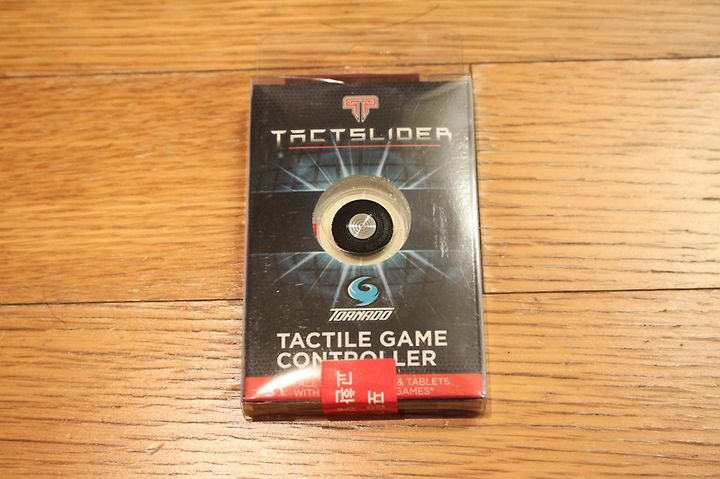 TACTSLIDER
TORNADO
TACTILE GAME
CONTROLLER
ALL & TABLETS
WITH GAMES*